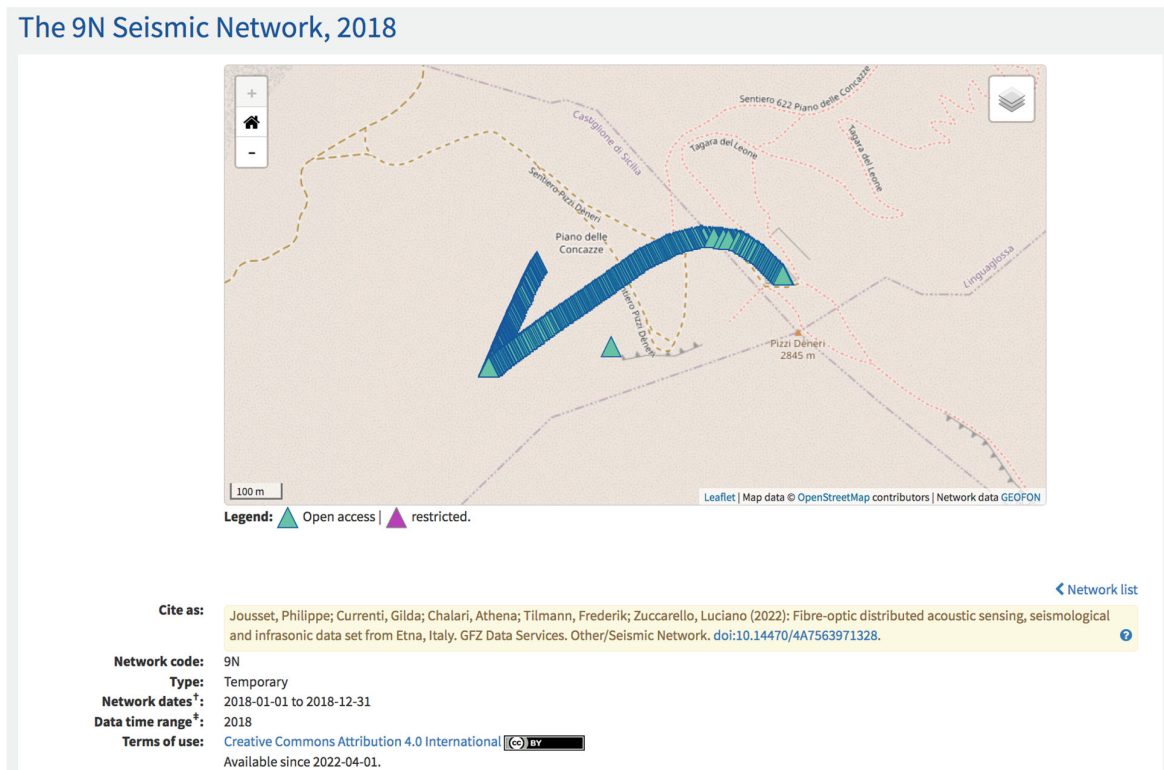 The 9N Seismic Network, 2018
+
-
Sentiero 622 Piano delle Concazze
Castiglione di Sicilia
Tagara del Leone
Tagara del Leone
Sentiero Pizzi Dèneri
Piano delle
Concazze
Linguaglossa
Pizzi Dèneri
2845 m
100 m
Leaflet | Map data © OpenStreetMap contributors | Network data GEOFON
Legend: Open access | restricted.
Network list
Cite as:
Jousset, Philippe; Currenti, Gilda; Chalari, Athena; Tilmann, Frederik; Zuccarello, Luciano (2022): Fibre-optic distributed acoustic sensing, seismological
and infrasonic data set from Etna, Italy. GFZ Data Services. Other/Seismic Network. doi:10.14470/4A7563971328.
?
Network code: 9N
Type: Temporary
Network dates†: 2018-01-01 to 2018-12-31
Data time range‡: 2018
Terms of use: Creative Commons Attribution 4.0 International cc BY
Available since 2022-04-01.